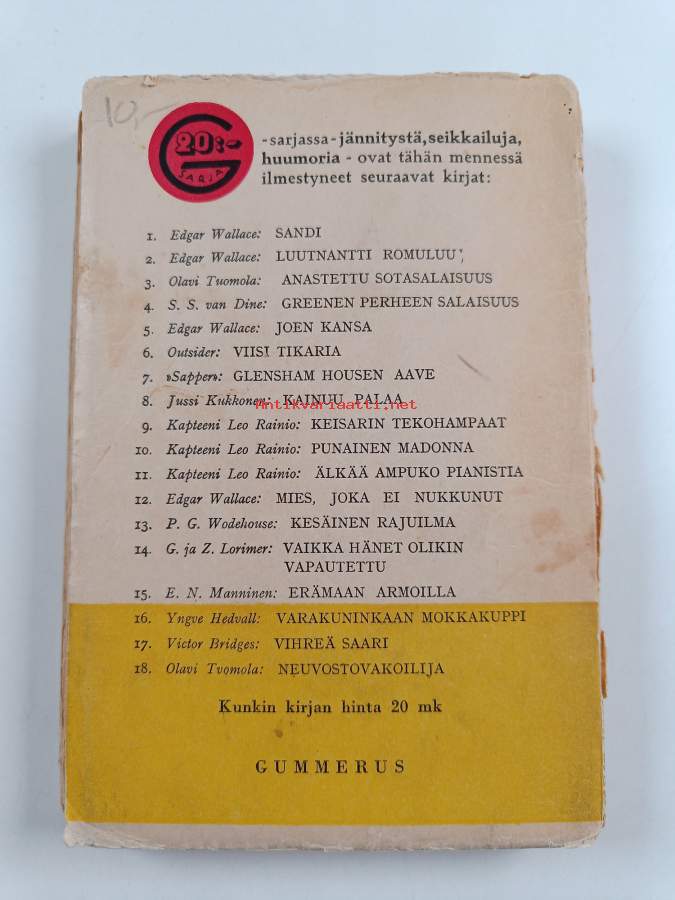 10,-
20:-
SARJA
-sarjassa - jännitystä, seikkailuja,
huumoria - ovat tähän mennessä
ilmestyneet seuraavat kirjat:
1. Edgar Wallace: SANDI
2. Edgar Wallace: LUUTNANTTI ROMULUU
3. Olavi Tuomola: ANASTETTU SOTASALAISUUS
4. S. S. van Dine: GREENEN PERHEEN SALAISUUS
5. Edgar Wallace: JOEN KANSA
6. Outsider: VIISI TIKARIA
7. »Sapper»: GLENSHAM HOUSEN AAVE
8. Jussi Kukkonen: KAINUU PALAA
Antikvariaatti.net
9. Kapteeni Leo Rainio: KEISARIN TEKOHAMPAAT
10. Kapteeni Leo Rainio: PUNAINEN MADONNA
11. Kapteeni Leo Rainio: ÄLKÄÄ AMPUKO PIANISTIA
12. Edgar Wallace: MIES, JOKA EI NUKKUNUT
13. P. G. Wodehouse: KESÄINEN RAJUILMA
14. G. ja Z. Lorimer: VAIKKA HÄNET OLIKIN
VAPAUTETTU
15. E. N. Manninen: ERÄMAAN ARMOILLA
16. Yngve Hedvall: VARAKUNINKAAN MOKKAKUPPI
17. Victor Bridges: VIHREÄ SAARI
18. Olavi Tvomola: NEUVOSTOVAKOILIJA
Kunkin kirjan hinta 20 mk
GUMMERUS